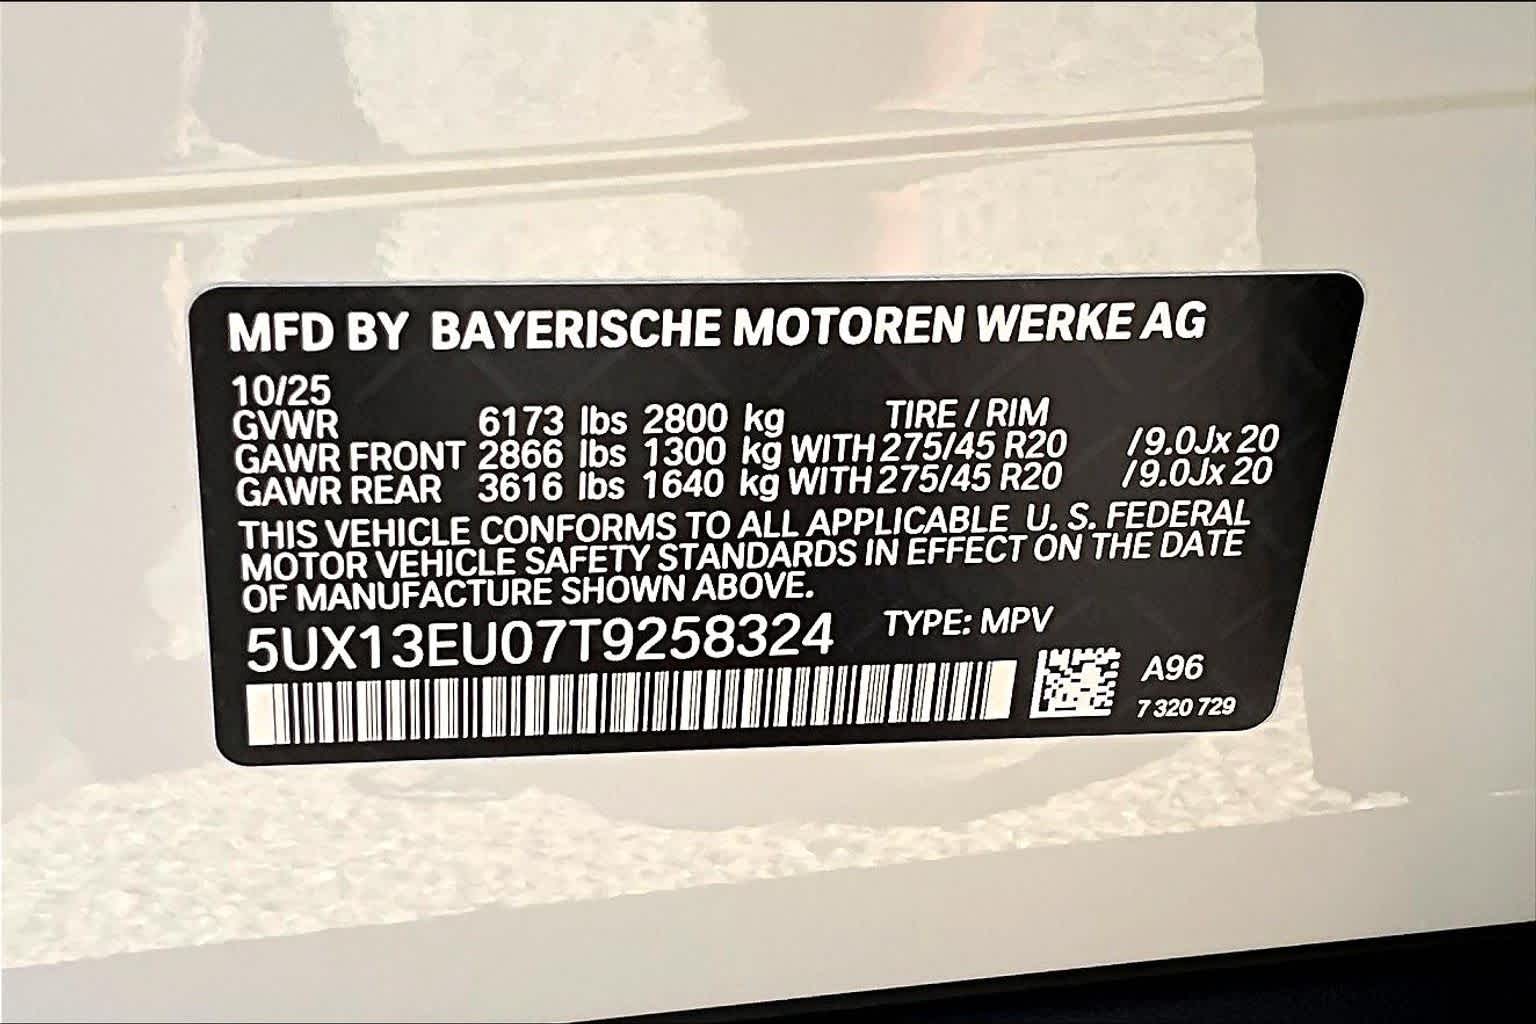 MFD BY BAYERISCHE MOTOREN WERKE AG
10/25
GVWR 6173 lbs 2800 kg TIRE / RIM
GAWR FRONT 2866 lbs 1300 kg WITH 275/45 R20 /9.0Jx 20
GAWR REAR 3616 lbs 1640 kg WITH 275/45 R20 /9.0Jx 20
THIS VEHICLE CONFORMS TO ALL APPLICABLE U. S. FEDERAL
MOTOR VEHICLE SAFETY STANDARDS IN EFFECT ON THE DATE
OF MANUFACTURE SHOWN ABOVE.
5UX13EU07T9258324 TYPE: MPV
A96
7 320 729